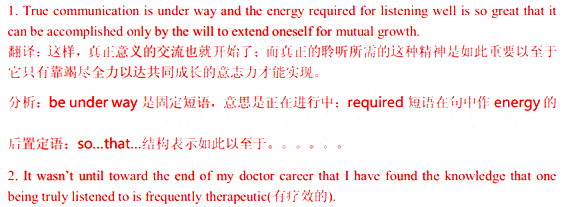 1. True communication is under way and the energy required for listening well is so great that it
can be accomplished only by the will to extend oneself for mutual growth.
翻译：这样，真正意义的交流也就开始了；而真正的聆听所需的这种精神是如此重要以至于
它只有靠竭尽全力以达共同成长的意志力才能实现。
分析：be under way 是固定短语，意思是正在进行中；required 短语在句中作 energy 的
后置定语；so...that...结构表示如此以至于。。。。。。
2. It wasn't until toward the end of my doctor career that I have found the knowledge that one
being truly listened to is frequently therapeutic(有疗效的).